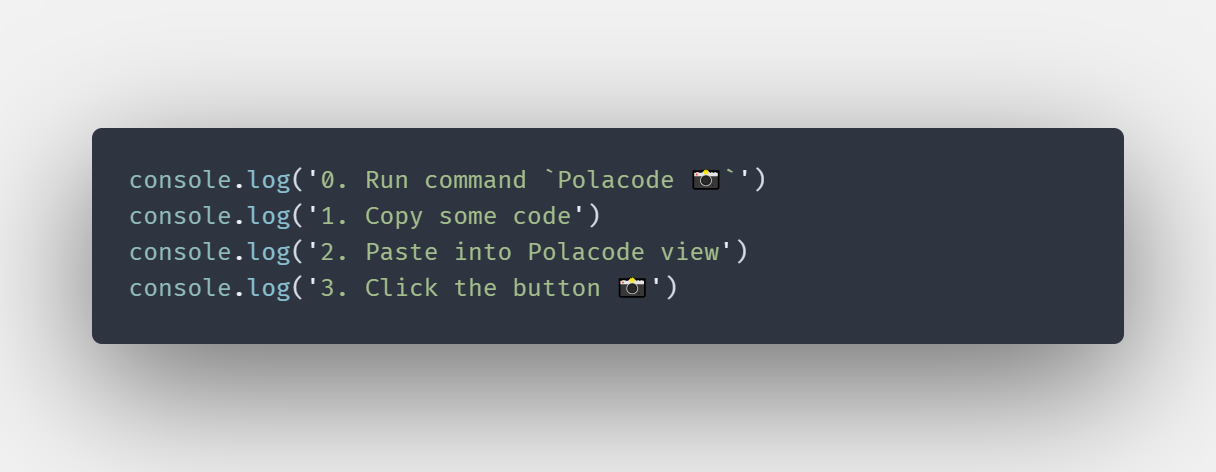 console.log('0. Run command `Polacode 📸`')
console.log('1. Copy some code')
console.log('2. Paste into Polacode view')
console.log('3. Click the button 📸')